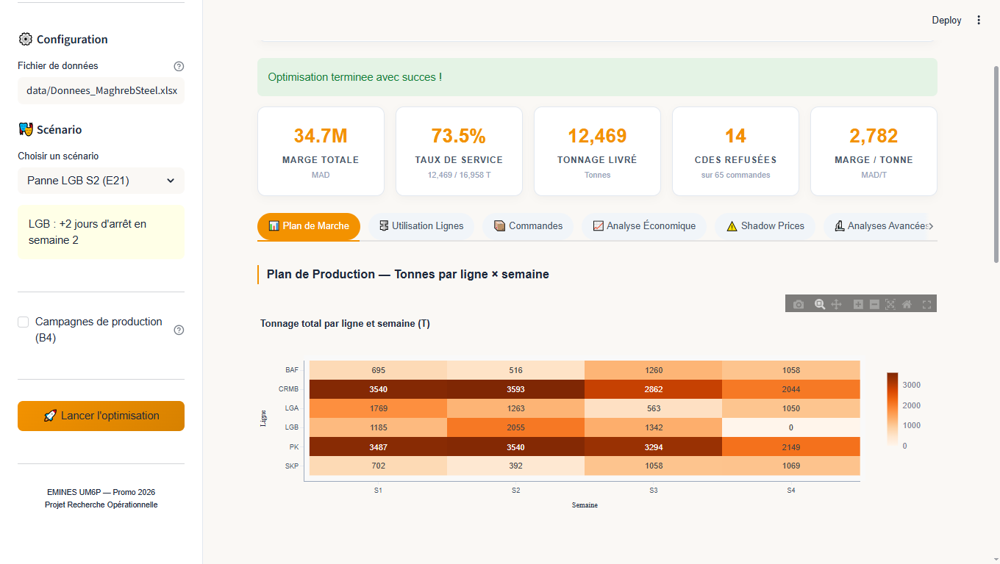 Deploy
Configuration
Fichier de données
data/Donnees_MaghrebSteel.xlsx
Scénario
Choisir un scénario
Panne LGB S2 (E21)
LGB : +2 jours d'arrêt en
semaine 2
Campagnes de production
(B4)
Lancer l'optimisation
EMINES UM6P — Promo 2026
Projet Recherche Opérationnelle
Optimisation terminee avec succes !
34.7M
MARGE TOTALE
MAD
73.5%
TAUX DE SERVICE
12,469 / 16,958 T
12,469
TONNAGE LIVRÉ
Tonnes
14
CDES REFUSÉES
sur 65 commandes
2,782
MARGE / TONNE
MAD/T
Plan de Marche
Utilisation Lignes
Commandes
Analyse Économique
Shadow Prices
Analyses Avancées
Plan de Production — Tonnes par ligne × semaine
Tonnage total par ligne et semaine (T)
Ligne
BAF 695 516 1260 1058
CRMB 3540 3593 2862 2044
LGA 1769 1263 563 1050
LGB 1185 2055 1342 0
PK 3487 3540 3294 2149
SKP 702 392 1058 1069
S1 S2 S3 S4
Semaine
3000
2000
1000
0